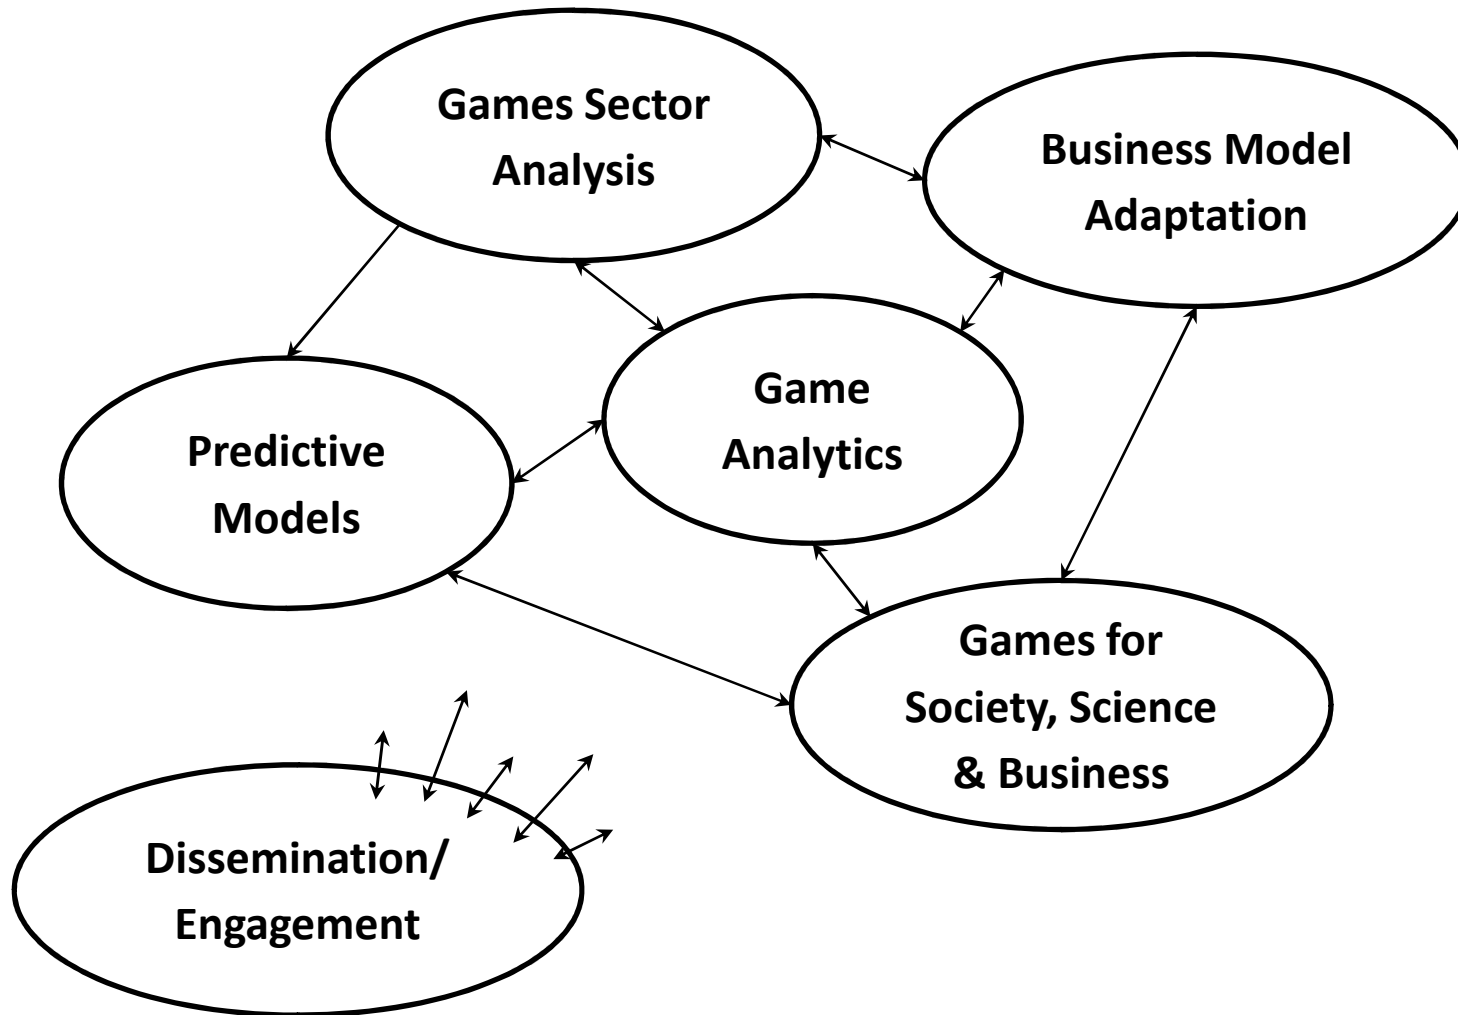 Games Sector
Analysis
Business Model
Adaptation
Game
Analytics
Predictive
Models
Games for
Society, Science
& Business
Dissemination/
Engagement